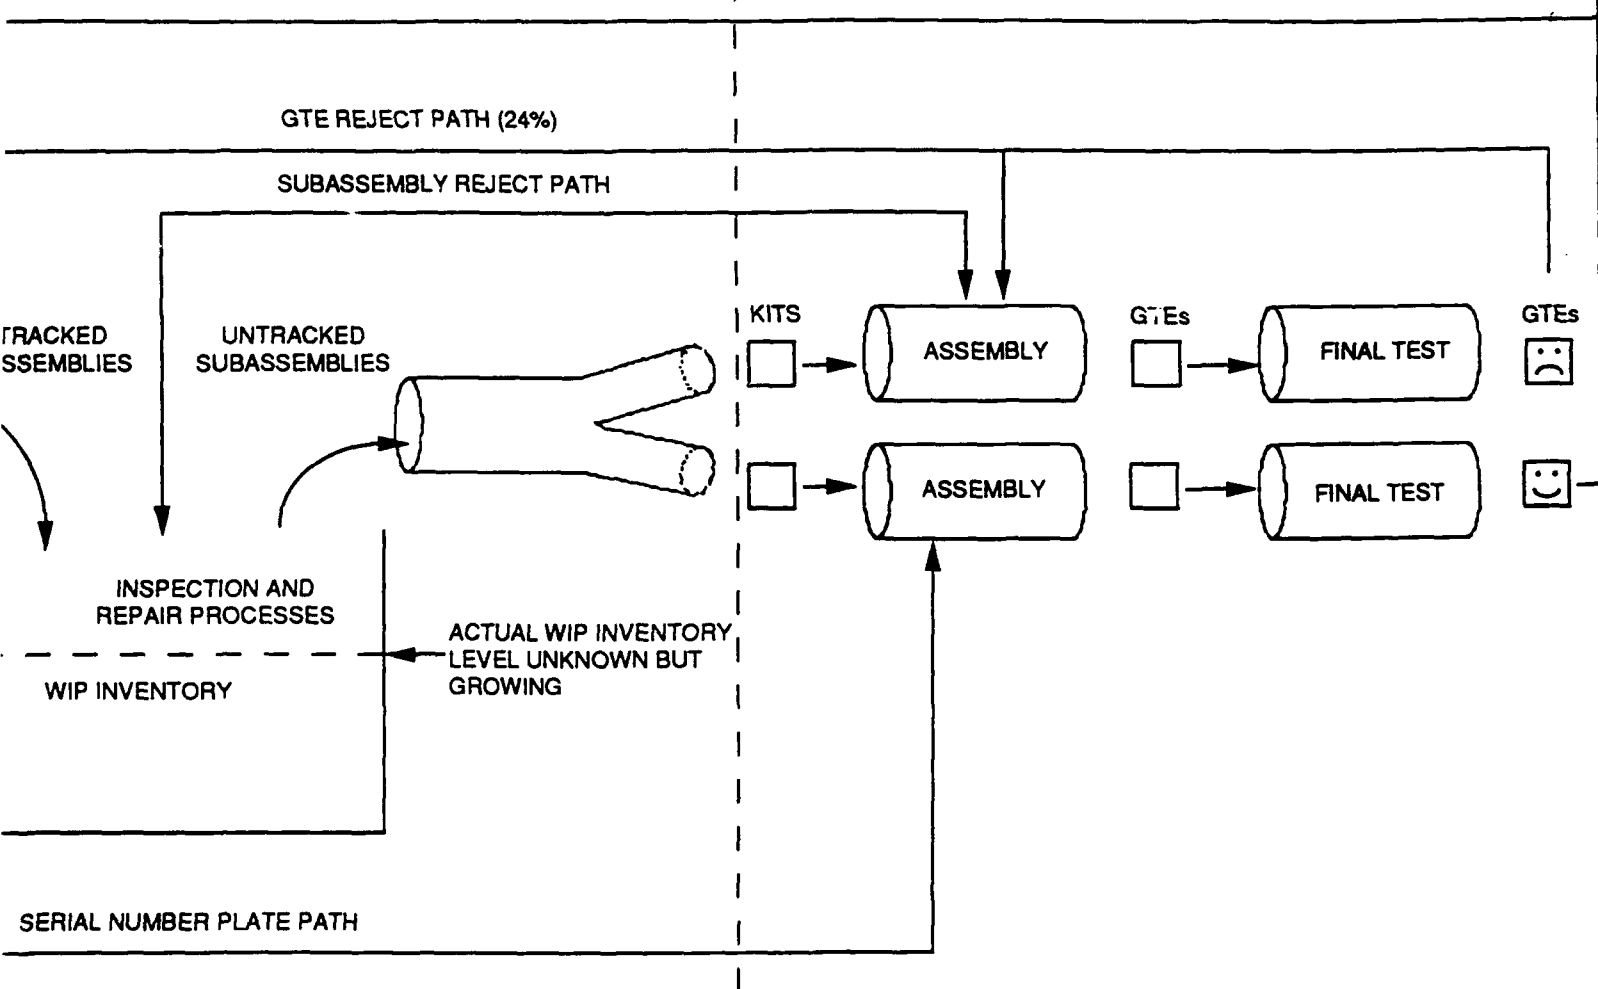 GTE REJECT PATH (24%)
SUBASSEMBLY REJECT PATH
KITS
GTEs
GTEs
TRACKED
SSEMBLIES
UNTRACKED
SUBASSEMBLIES
ASSEMBLY
FINAL TEST
ASSEMBLY
FINAL TEST
INSPECTION AND
REPAIR PROCESSES
ACTUAL WIP INVENTORY
LEVEL UNKNOWN BUT
GROWING
WIP INVENTORY
SERIAL NUMBER PLATE PATH